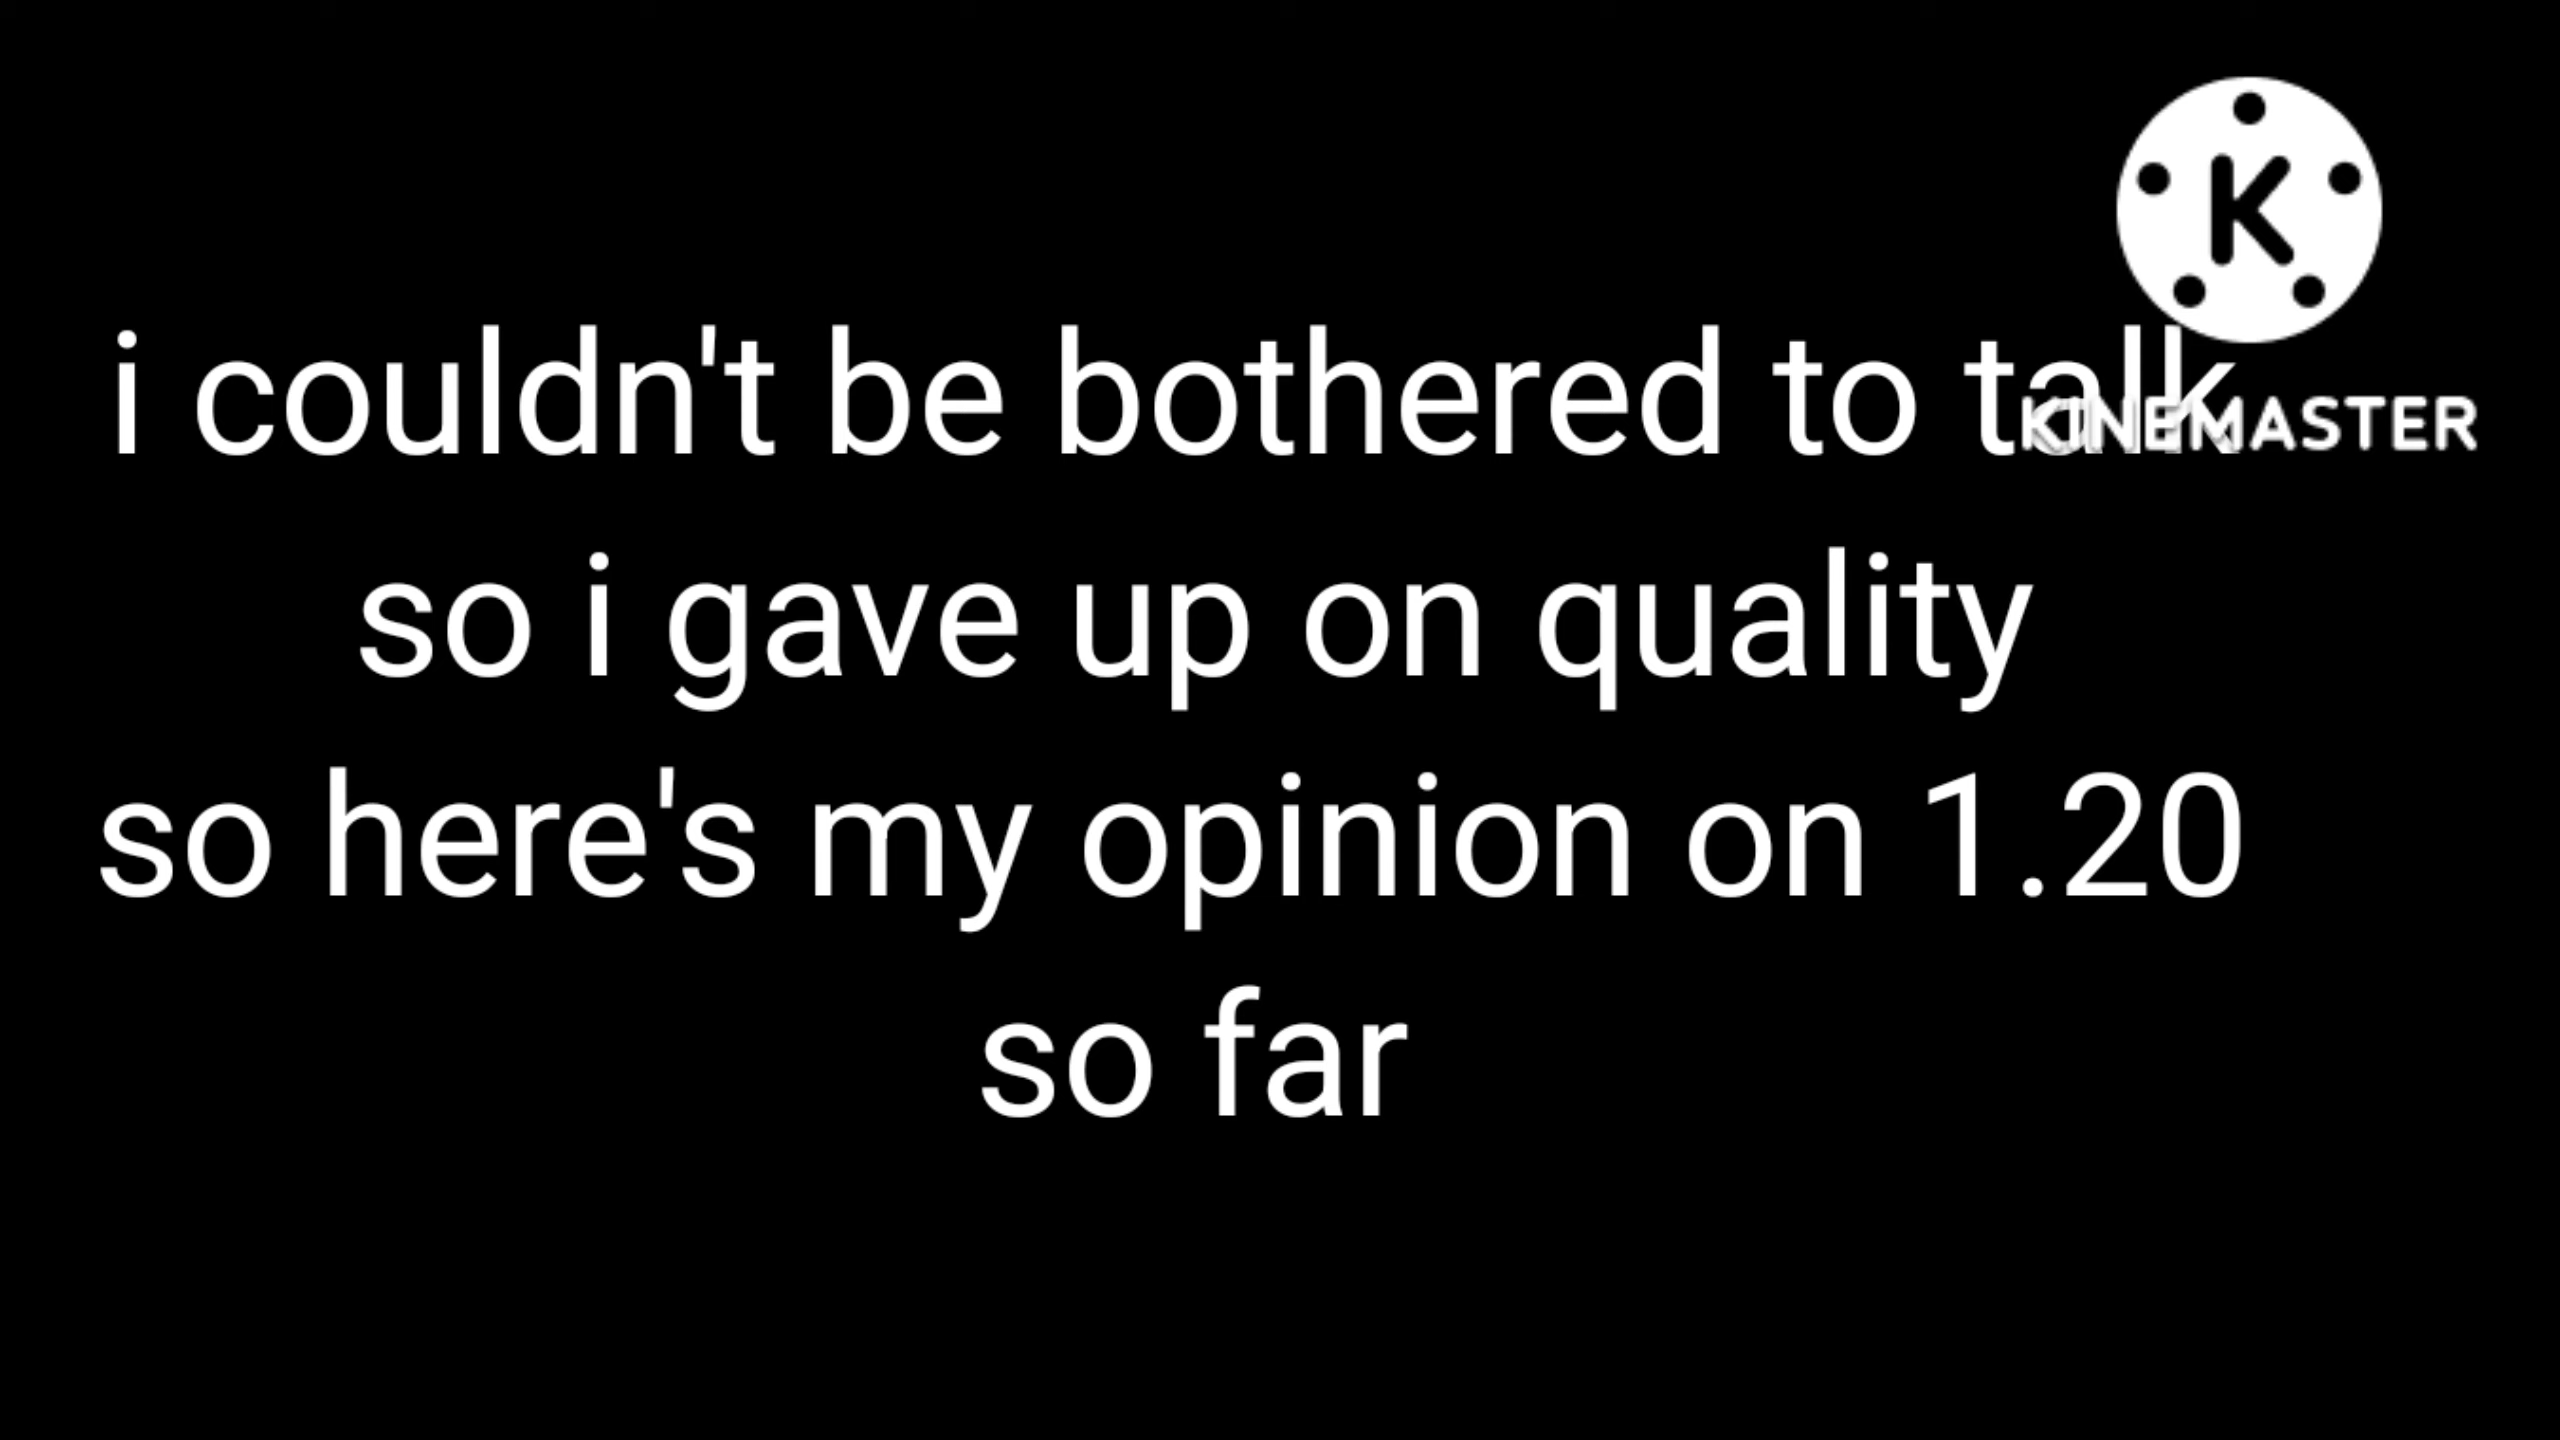 K
i couldn't be bothered to talk
KINEMASTER
so i gave up on quality
so here's my opinion on 1.20
so far